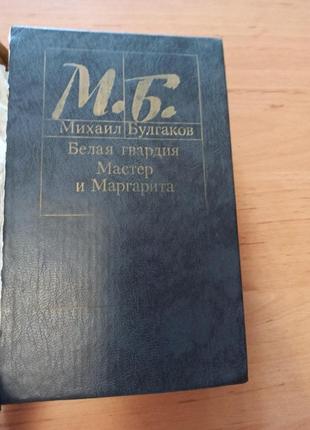 М.Б.
Михаил Булгаков
Белая гвардия
Мастер
и Маргарита